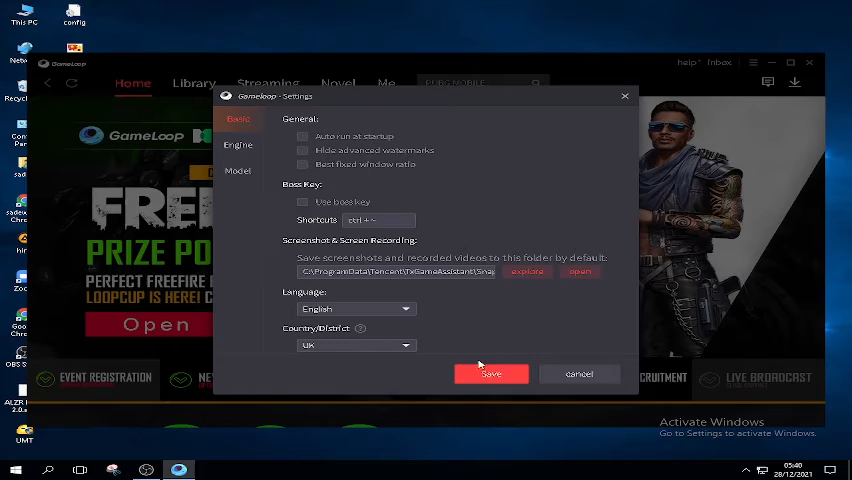 This PC
config
GameLoop
help
Inbox
Home
Library
Streaming
Novel
Me
PUBG MOBILE
Gameloop - Settings
Basic
Engine
Model
General:
Auto run at startup
Hide advanced watermarks
Best fixed window ratio
Boss Key:
Use boss key
Shortcuts
ctrl + ~
Screenshot & Screen Recording:
Save screenshots and recorded videos to this folder by default:
C:\ProgramData\Tencent\TxGameAssistant\Snap
explore
open
Language:
English
Country/District
UK
Save
cancel
GameLoop
PRIZE
PERFECT FREEFIRE
LOOPCUP IS HERE!
Open
EVENT REGISTRATION
LIVE BROADCAST
OBS
ALZR
2.0
UMT
Activate Windows
Go to Settings to activate Windows.
05:40
28/12/2021